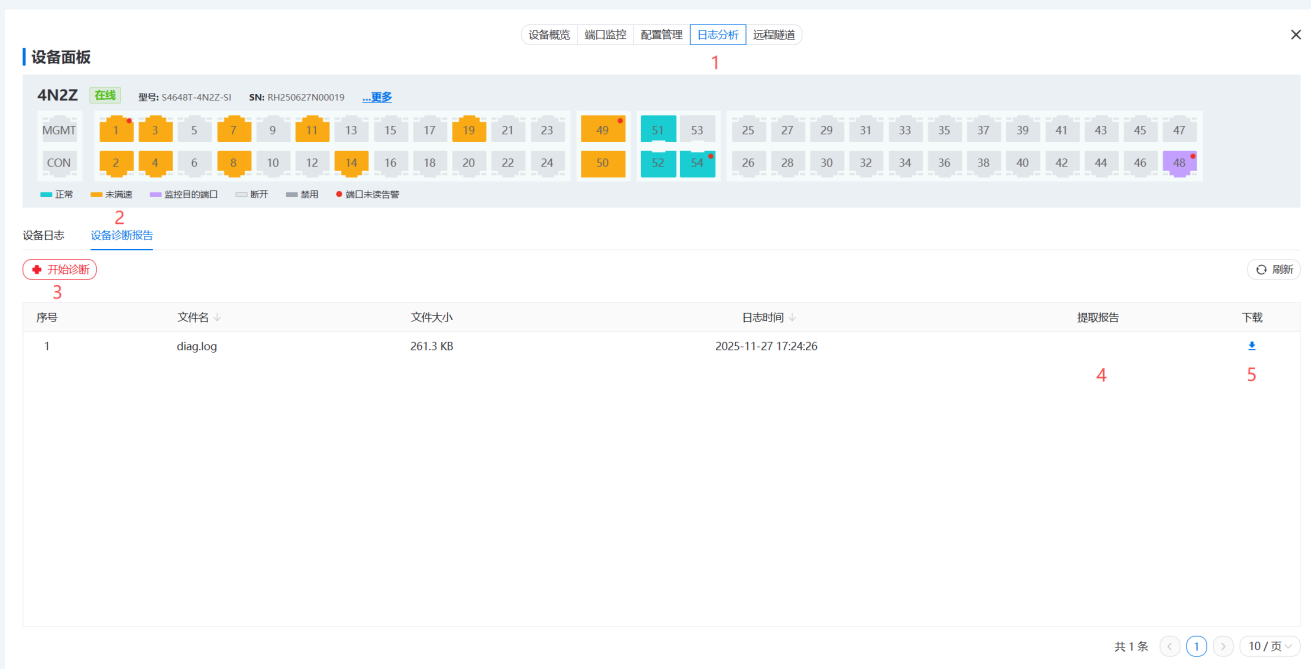 设备概览 端口监控 配置管理 日志分析 远程隧道
1
设备面板
4N2Z 在线 型号: S4648T-4N2Z-SI SN: RH250627N00019 ...更多
MGMT 1 3 5 7 9 11 13 15 17 19 21 23 49 51 53 25 27 29 31 33 35 37 39 41 43 45 47
CON 2 4 6 8 10 12 14 16 18 20 22 24 50 52 54 26 28 30 32 34 36 38 40 42 44 46 48
正常 未满速 监控目的端口 断开 禁用 端口未读告警
2
设备日志 设备诊断报告
开始诊断 刷新
3
序号 文件名 文件大小 日志时间 提取报告 下载
1 diag.log 261.3 KB 2025-11-27 17:24:26
4 5
共 1 条 1 10 / 页